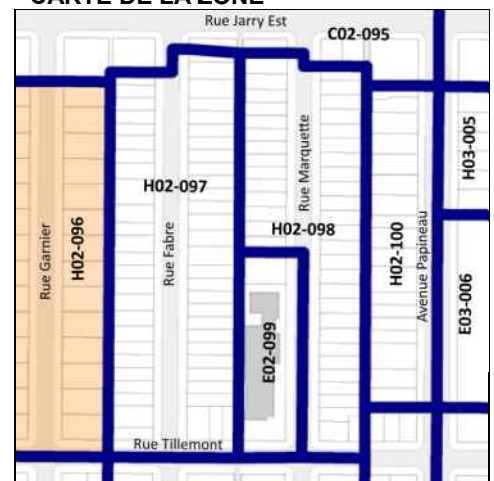 CARTE DE LA ZONE
Rue Jarry Est
C02-095
H03-005
Rue Marquette
H02-097
H02-096
Rue Garnier
Rue Fabre
H02-098
H02-100
Avenue Papineau
E03-006
E02-099
Rue Tillemont